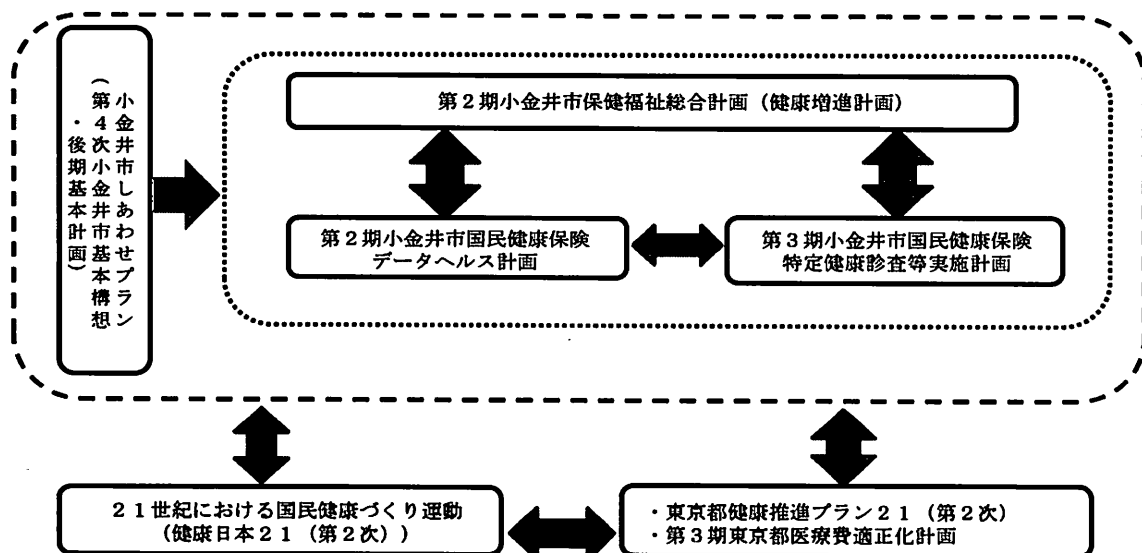 小金井市しあわせプラン
(第4次小金井市基本構想
・後期基本計画)
第2期小金井市保健福祉総合計画(健康増進計画)
第2期小金井市国民健康保険
データヘルス計画
第3期小金井市国民健康保険
特定健康診査等実施計画
21世紀における国民健康づくり運動
(健康日本21(第2次))
・東京都健康推進プラン21(第2次)
・第3期東京都医療費適正化計画